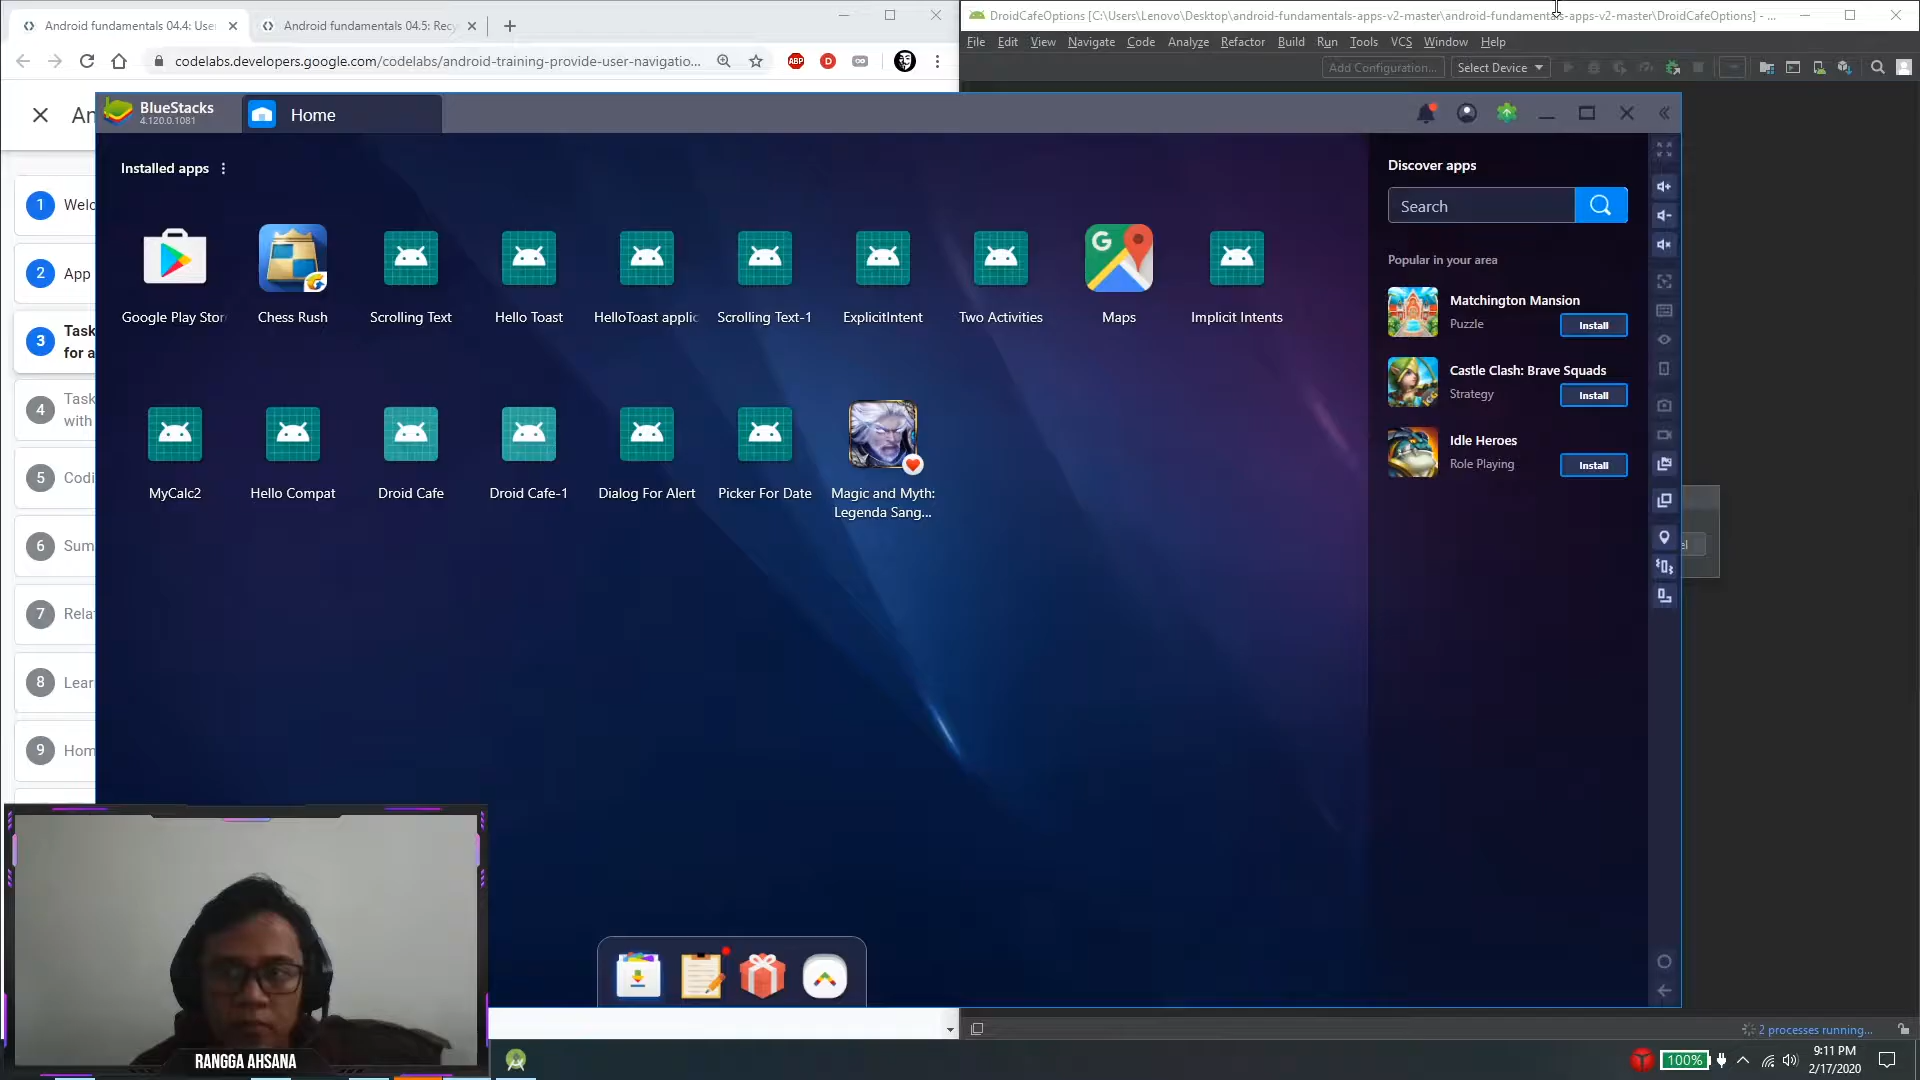 Android fundamentals 04.4: Use
Android fundamentals 04.5: Recy
DroidCafeOptions [C:\Users\Lenovo\Desktop\android-fundamentals-apps-v2-master\android-fundamentals-apps-v2-master\DroidCafeOptions] - ...
codelabs.developers.google.com/codelabs/android-training-provide-user-navigatio...
ABP
D
File Edit View Navigate Code Analyze Refactor Build Run Tools VCS Window Help
Add Configuration...
Select Device
An
BlueStacks
4.120.0.1081
Home
Installed apps
Google Play Stor
Chess Rush
Scrolling Text
Hello Toast
HelloToast applic
Scrolling Text-1
ExplicitIntent
Two Activities
G
Maps
Implicit Intents
MyCalc2
Hello Compat
Droid Cafe
Droid Cafe-1
Dialog For Alert
Picker For Date
Magic and Myth:
Legenda Sang...
Discover apps
Search
Popular in your area
Matchington Mansion
Puzzle
Install
Castle Clash: Brave Squads
Strategy
Install
Idle Heroes
Role Playing
Install
1 Welc
2 App
3 Task
for a
4 Task
with
5 Codi
6 Sum
7 Rela
8 Lear
9 Hom
el
RANGGA AHSANA
2 processes running...
100%
9:11 PM
2/17/2020